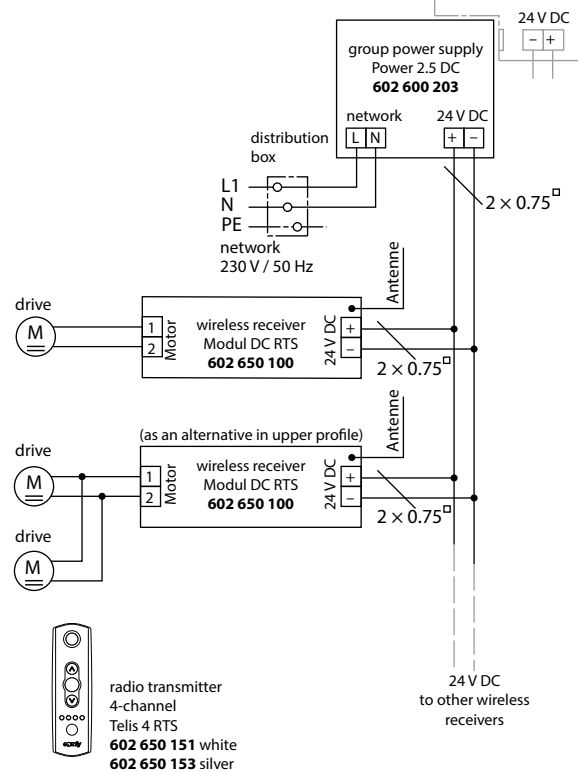 24 V DC
− +
group power supply
Power 2.5 DC
602 600 203
network 24 V DC
L N + −
distribution
box
L1
N
PE
network
230 V / 50 Hz
2 × 0.75
Antenne
drive
M
1
2
Motor
wireless receiver
Modul DC RTS
602 650 100
24 V DC
+
−
2 × 0.75
(as an alternative in upper profile)
Antenne
drive
M
1
2
Motor
wireless receiver
Modul DC RTS
602 650 100
24 V DC
+
−
2 × 0.75
drive
M
24 V DC
to other wireless
receivers
somfy
radio transmitter
4-channel
Telis 4 RTS
602 650 151 white
602 650 153 silver